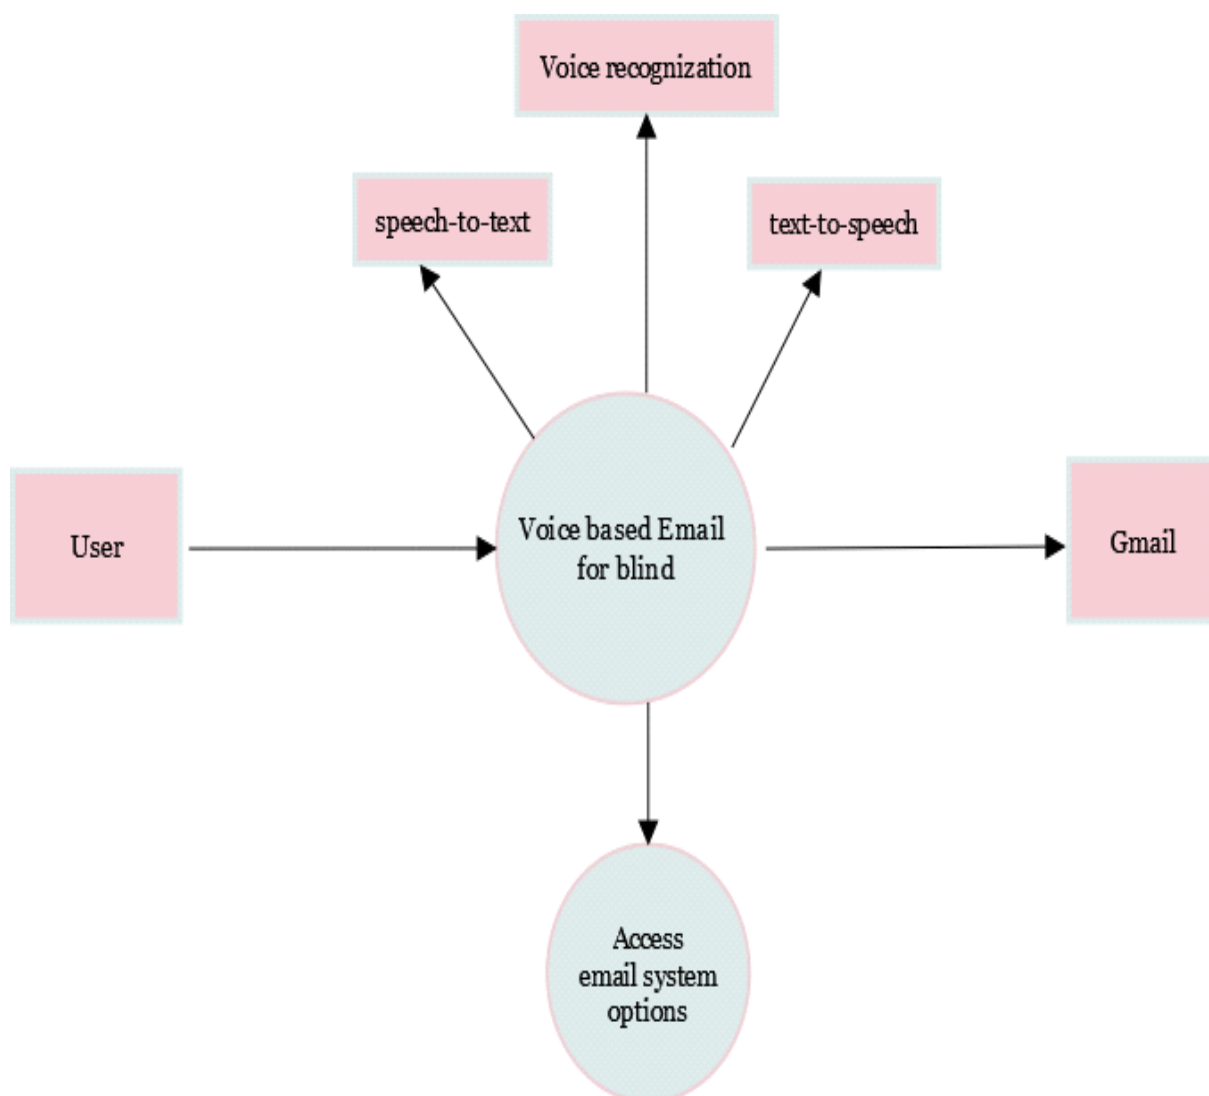 Voice recognization
speech-to-text
text-to-speech
User
Voice based Email
for blind
Gmail
Access
email system
options